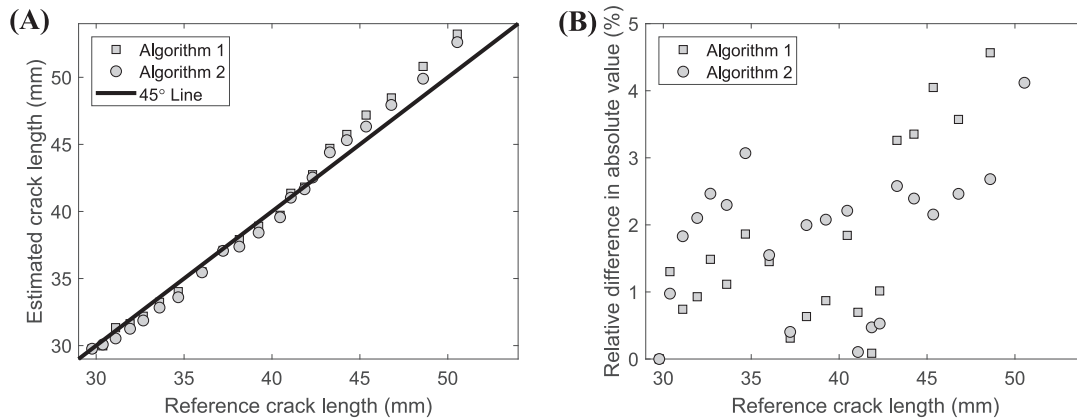 (A)
Estimated crack length (mm)
50
45
40
35
30
30
35
40
45
50
Reference crack length (mm)
Algorithm 1
Algorithm 2
45° Line
(B)
Relative difference in absolute value (%)
5
4
3
2
1
0
30
35
40
45
50
Reference crack length (mm)
Algorithm 1
Algorithm 2